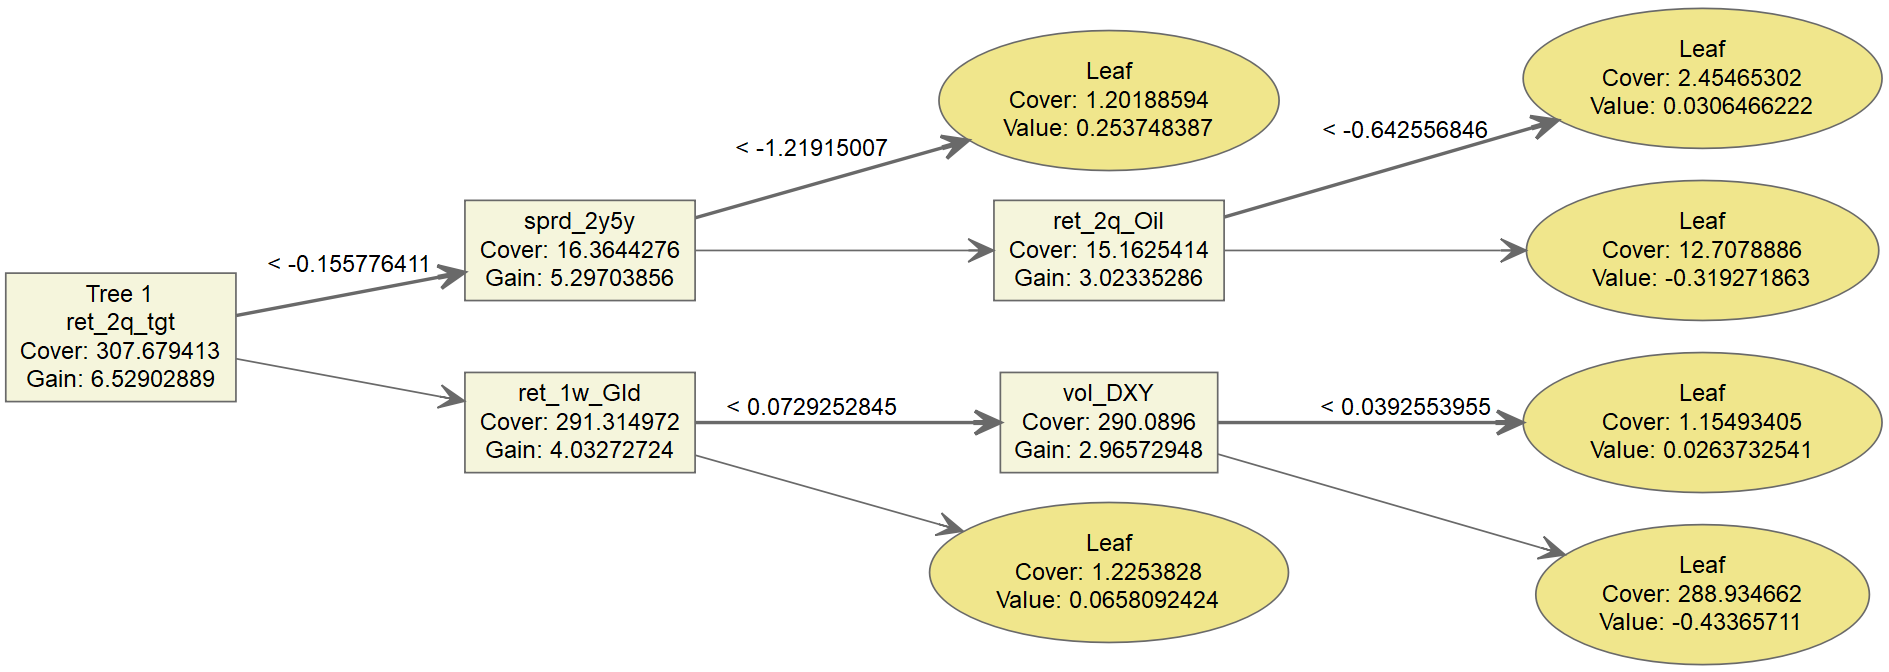 Tree 1
ret_2q_tgt
Cover: 307.679413
Gain: 6.52902889
< -0.155776411
sprd_2y5y
Cover: 16.3644276
Gain: 5.29703856
ret_1w_Gld
Cover: 291.314972
Gain: 4.03272724
< -1.21915007
Leaf
Cover: 1.20188594
Value: 0.253748387
ret_2q_Oil
Cover: 15.1625414
Gain: 3.02335286
< 0.0729252845
vol_DXY
Cover: 290.0896
Gain: 2.96572948
Leaf
Cover: 1.2253828
Value: 0.0658092424
< -0.642556846
Leaf
Cover: 2.45465302
Value: 0.0306466222
Leaf
Cover: 12.7078886
Value: -0.319271863
< 0.0392553955
Leaf
Cover: 1.15493405
Value: 0.0263732541
Leaf
Cover: 288.934662
Value: -0.43365711